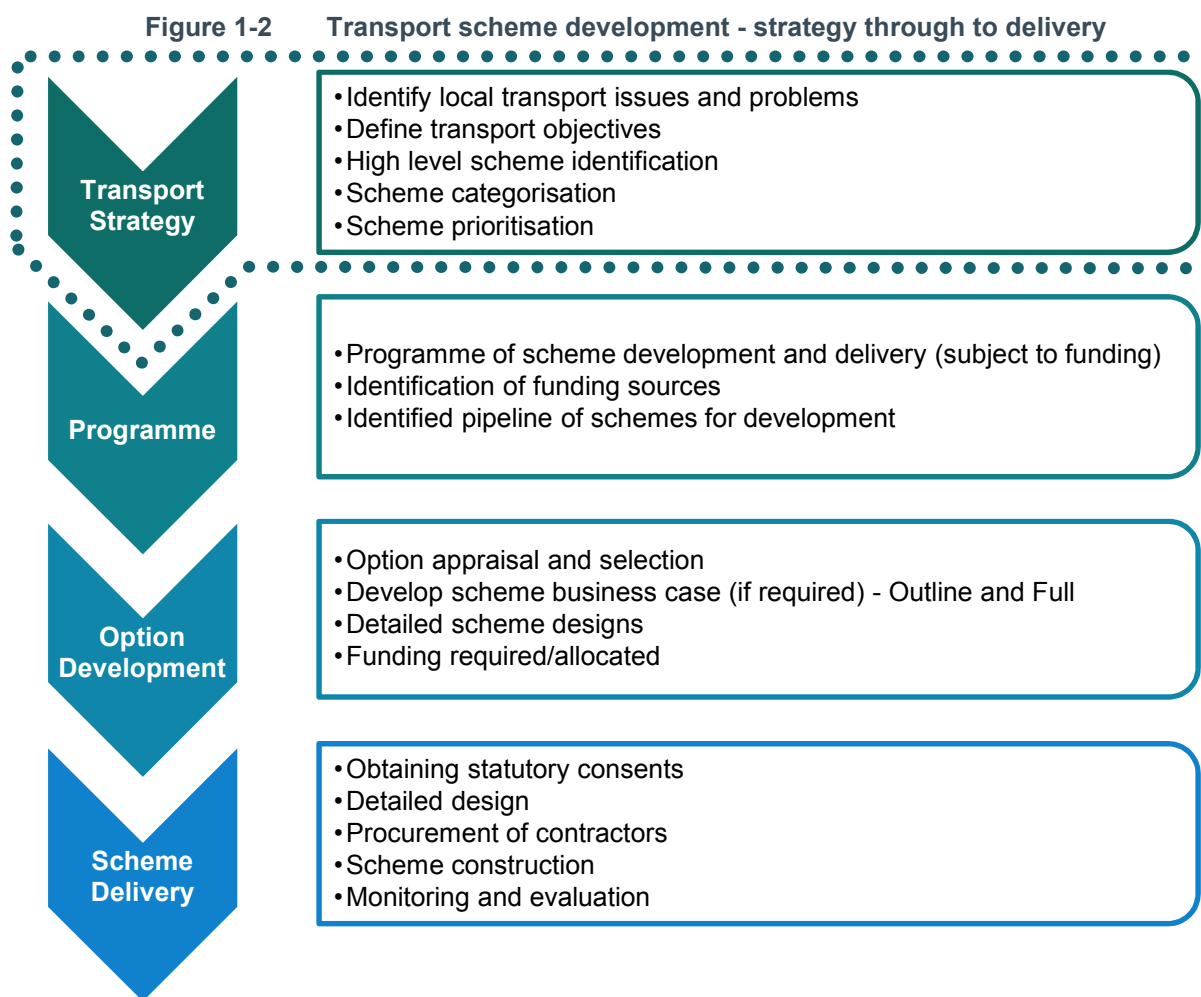 Figure 1-2 Transport scheme development - strategy through to delivery
Transport
Strategy
•Identify local transport issues and problems
•Define transport objectives
•High level scheme identification
•Scheme categorisation
•Scheme prioritisation
Programme
•Programme of scheme development and delivery (subject to funding)
•Identification of funding sources
•Identified pipeline of schemes for development
Option
Development
•Option appraisal and selection
•Develop scheme business case (if required) - Outline and Full
•Detailed scheme designs
•Funding required/allocated
Scheme
Delivery
•Obtaining statutory consents
•Detailed design
•Procurement of contractors
•Scheme construction
•Monitoring and evaluation